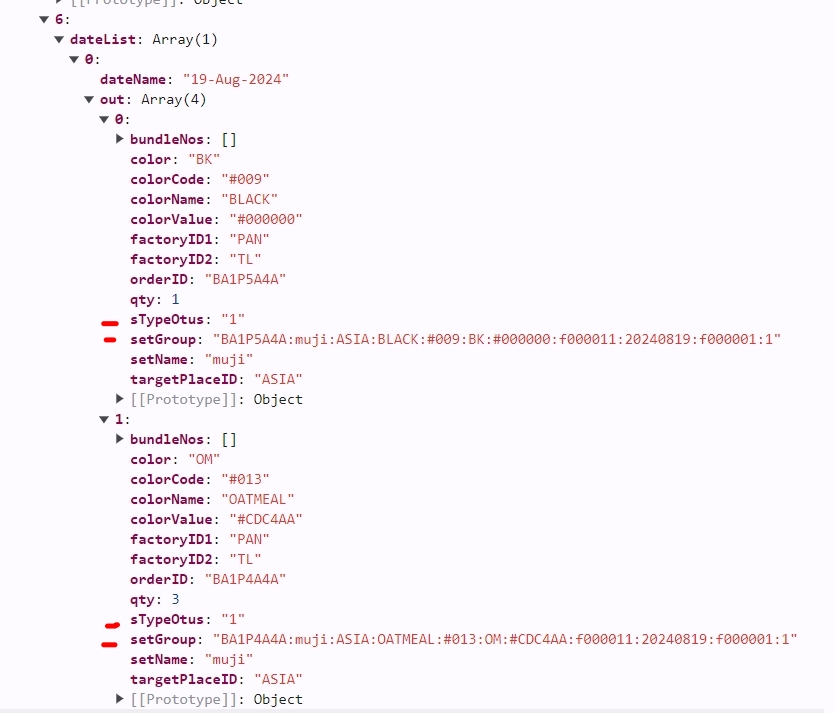 [[Prototype]]: Object
6:
dateList: Array(1)
0:
dateName: "19-Aug-2024"
out: Array(4)
0:
bundleNos: []
color: "BK"
colorCode: "#009"
colorName: "BLACK"
colorValue: "#000000"
factoryID1: "PAN"
factoryID2: "TL"
orderID: "BA1P5A4A"
qty: 1
sTypeOtus: "1"
setGroup: "BA1P5A4A:muji:ASIA:BLACK:#009:BK:#000000:f000011:20240819:f000001:1"
setName: "muji"
targetPlaceID: "ASIA"
[[Prototype]]: Object
1:
bundleNos: []
color: "OM"
colorCode: "#013"
colorName: "OATMEAL"
colorValue: "#CDC4AA"
factoryID1: "PAN"
factoryID2: "TL"
orderID: "BA1P4A4A"
qty: 3
sTypeOtus: "1"
setGroup: "BA1P4A4A:muji:ASIA:OATMEAL:#013:OM:#CDC4AA:f000011:20240819:f000001:1"
setName: "muji"
targetPlaceID: "ASIA"
[[Prototype]]: Object